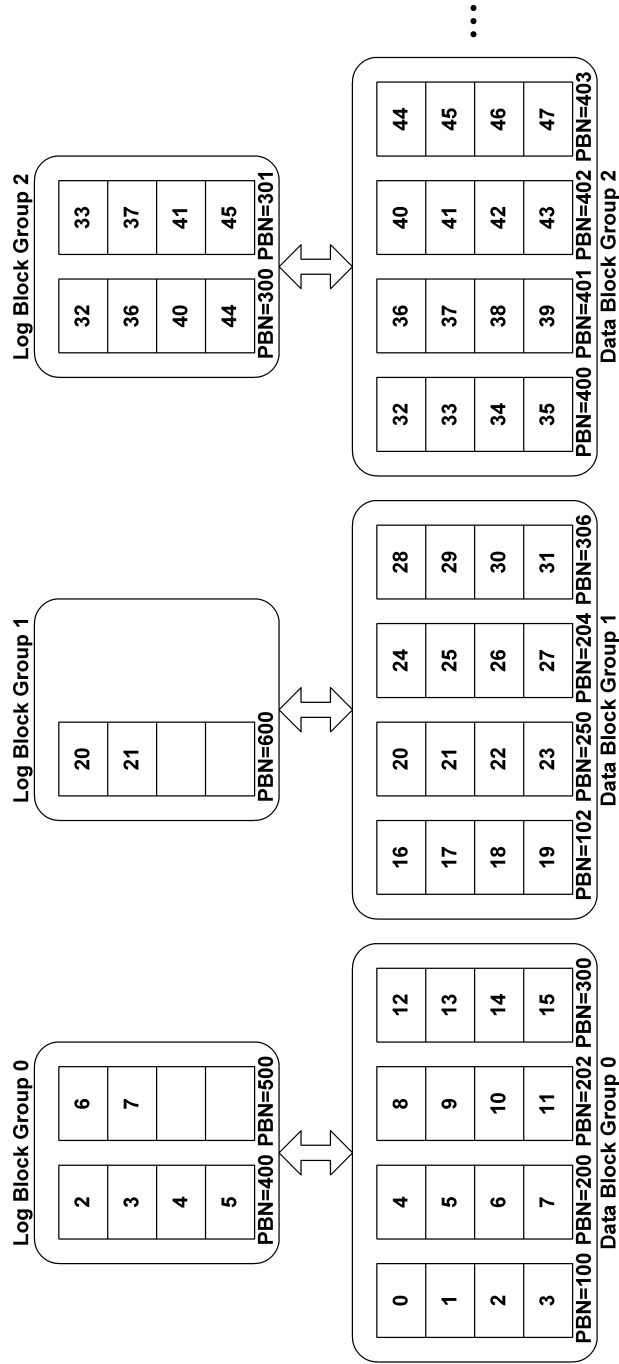 Log Block Group 0
2
3
4
5
PBN=400
6
7
PBN=500
Log Block Group 1
20
21
PBN=600
Log Block Group 2
32
36
40
44
PBN=300
33
37
41
45
PBN=301
0
1
2
3
PBN=100
4
5
6
7
PBN=200
8
9
10
11
PBN=202
12
13
14
15
PBN=300
Data Block Group 0
16
17
18
19
PBN=102
20
21
22
23
PBN=250
24
25
26
27
PBN=204
28
29
30
31
PBN=306
Data Block Group 1
32
33
34
35
PBN=400
36
37
38
39
PBN=401
40
41
42
43
PBN=402
44
45
46
47
PBN=403
Data Block Group 2
...